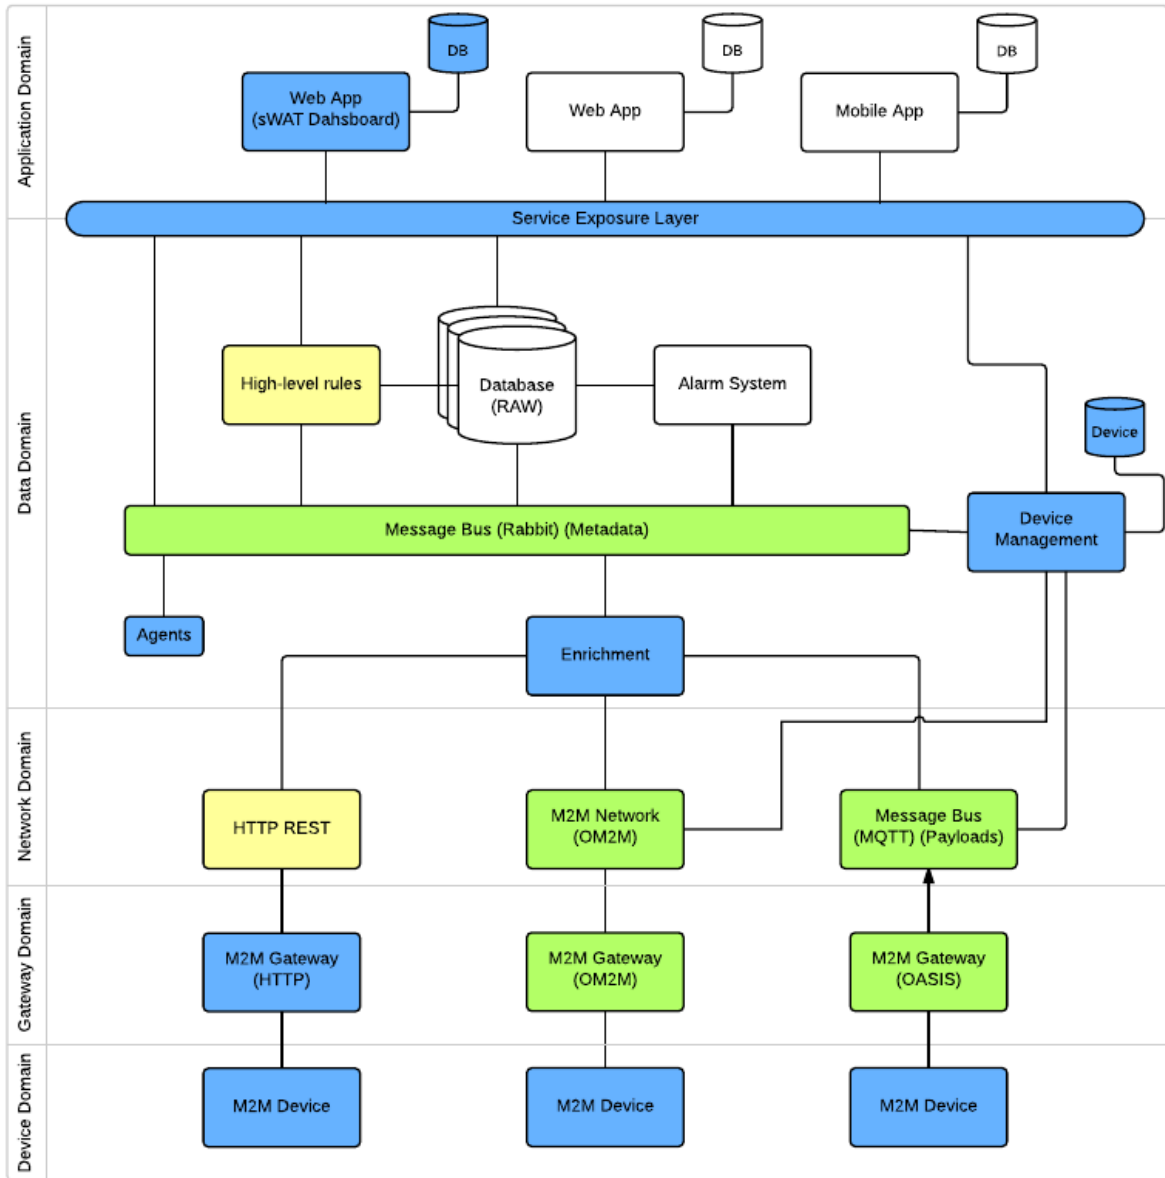 Application Domain
DB
DB
DB
Web App
(sWAT Dahsboard)
Web App
Mobile App
Service Exposure Layer
Data Domain
High-level rules
Database
(RAW)
Alarm System
Device
Message Bus (Rabbit) (Metadata)
Device
Management
Agents
Enrichment
Network Domain
HTTP REST
M2M Network
(OM2M)
Message Bus
(MQTT) (Payloads)
Gateway Domain
M2M Gateway
(HTTP)
M2M Gateway
(OM2M)
M2M Gateway
(OASIS)
Device Domain
M2M Device
M2M Device
M2M Device